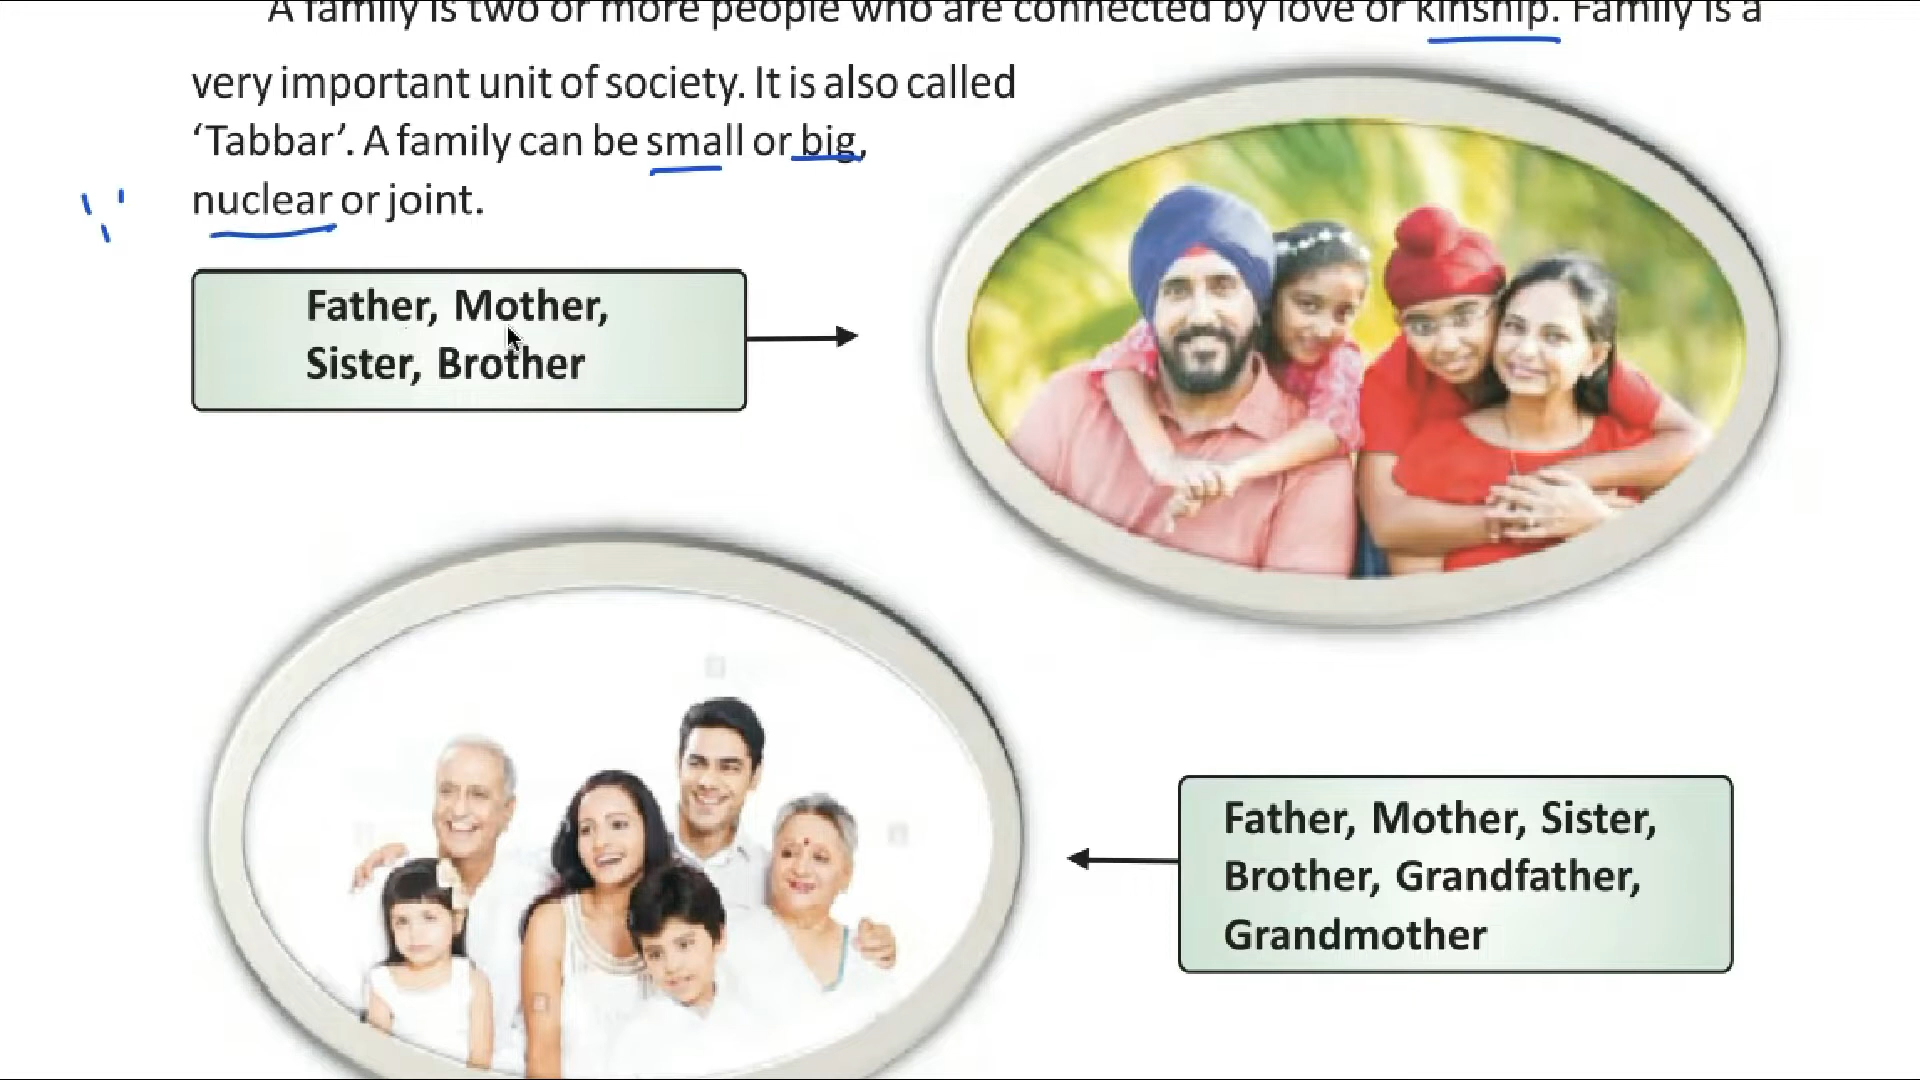 A family is two or more people who are connected by love or kinship. Family is a
very important unit of society. It is also called
‘Tabbar’. A family can be small or big,
nuclear or joint.
Father, Mother,
Sister, Brother
Father, Mother, Sister,
Brother, Grandfather,
Grandmother